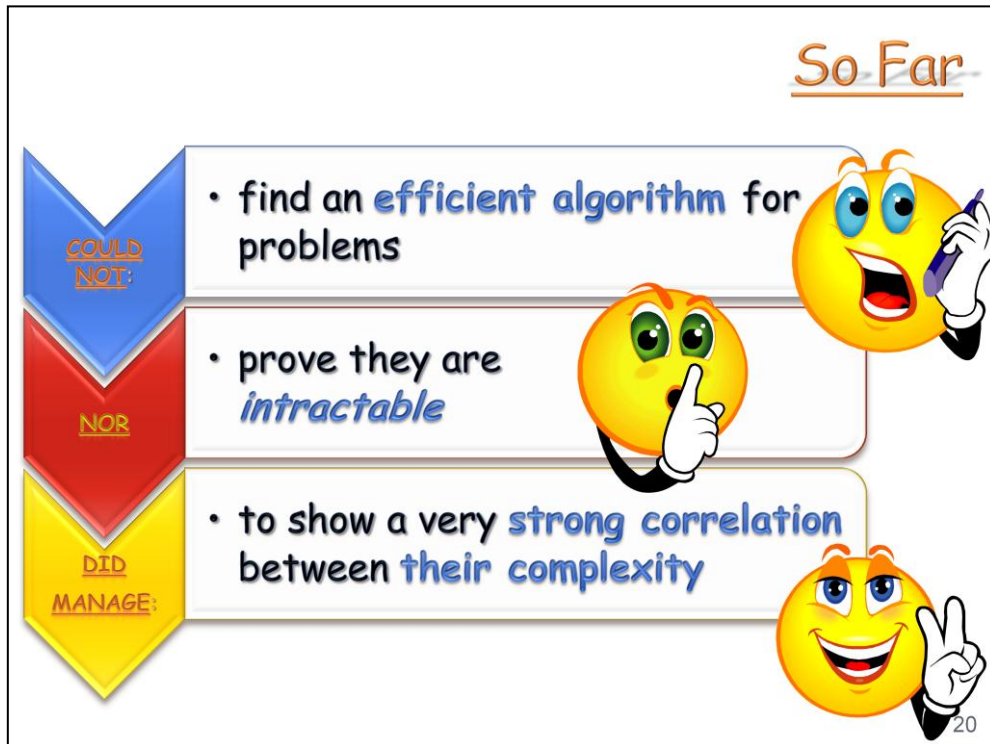 So Far
COULD
NOT:
• find an efficient algorithm for
problems
NOR
• prove they are
intractable
DID
MANAGE:
• to show a very strong correlation
between their complexity
20